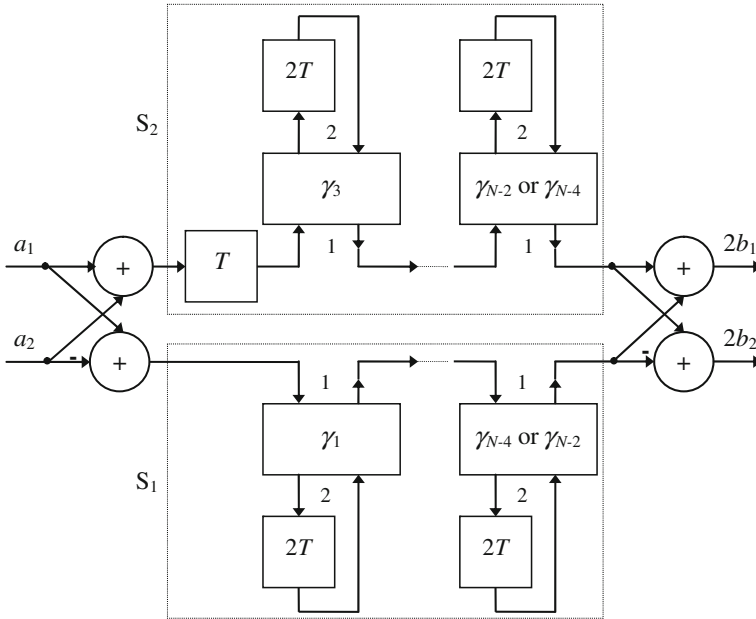 2T 2T
S₂ 2 2
γ₃ γN-2 or γN-4
a₁ 1 1 2b₁
+ T +
a₂ 2b₂
- + - +
1 1
γ₁ γN-4 or γN-2
S₁ 2 2
2T 2T